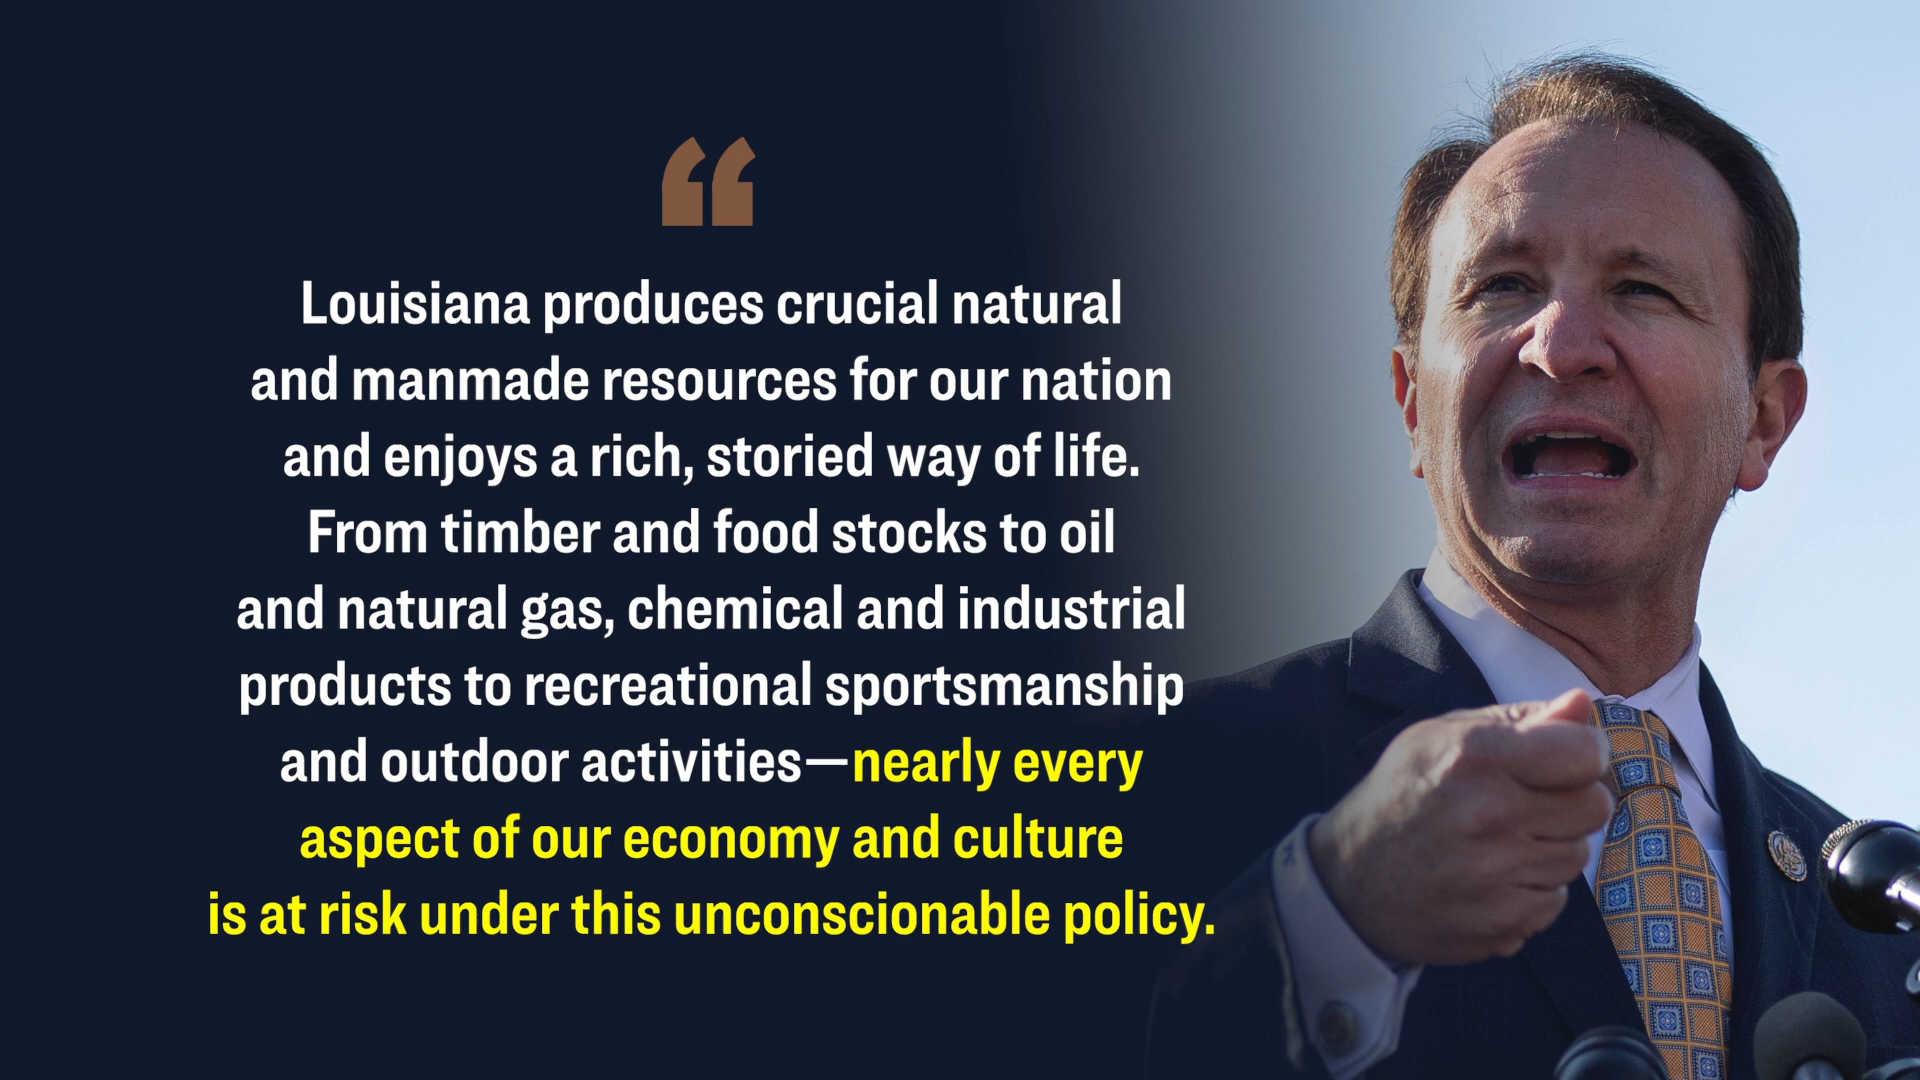 “
Louisiana produces crucial natural
and manmade resources for our nation
and enjoys a rich, storied way of life.
From timber and food stocks to oil
and natural gas, chemical and industrial
products to recreational sportsmanship
and outdoor activities—nearly every
aspect of our economy and culture
is at risk under this unconscionable policy.